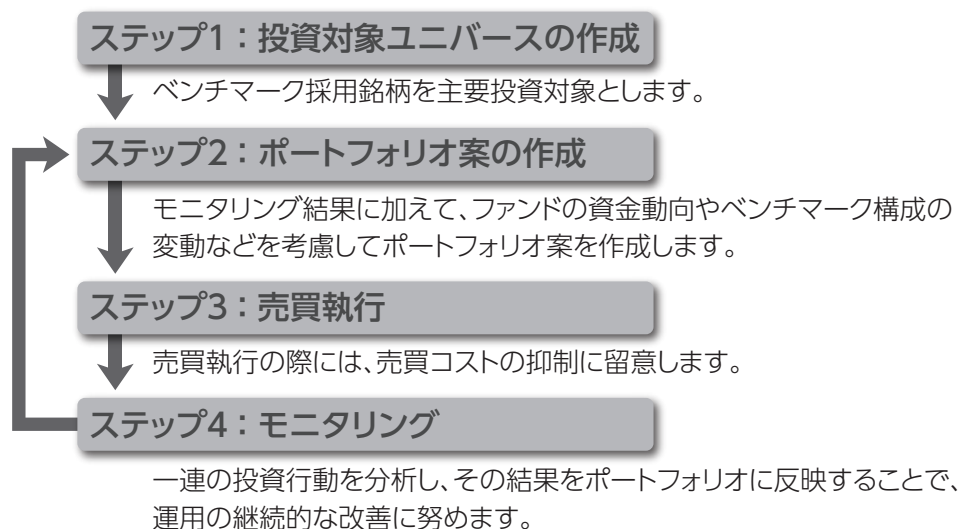 ステップ1：投資対象ユニバースの作成
ベンチマーク採用銘柄を主要投資対象とします。
ステップ2：ポートフォリオ案の作成
モニタリング結果に加えて、ファンドの資金動向やベンチマーク構成の
変動などを考慮してポートフォリオ案を作成します。
ステップ3：売買執行
売買執行の際には、売買コストの抑制に留意します。
ステップ4：モニタリング
一連の投資行動を分析し、その結果をポートフォリオに反映することで、
運用の継続的な改善に努めます。